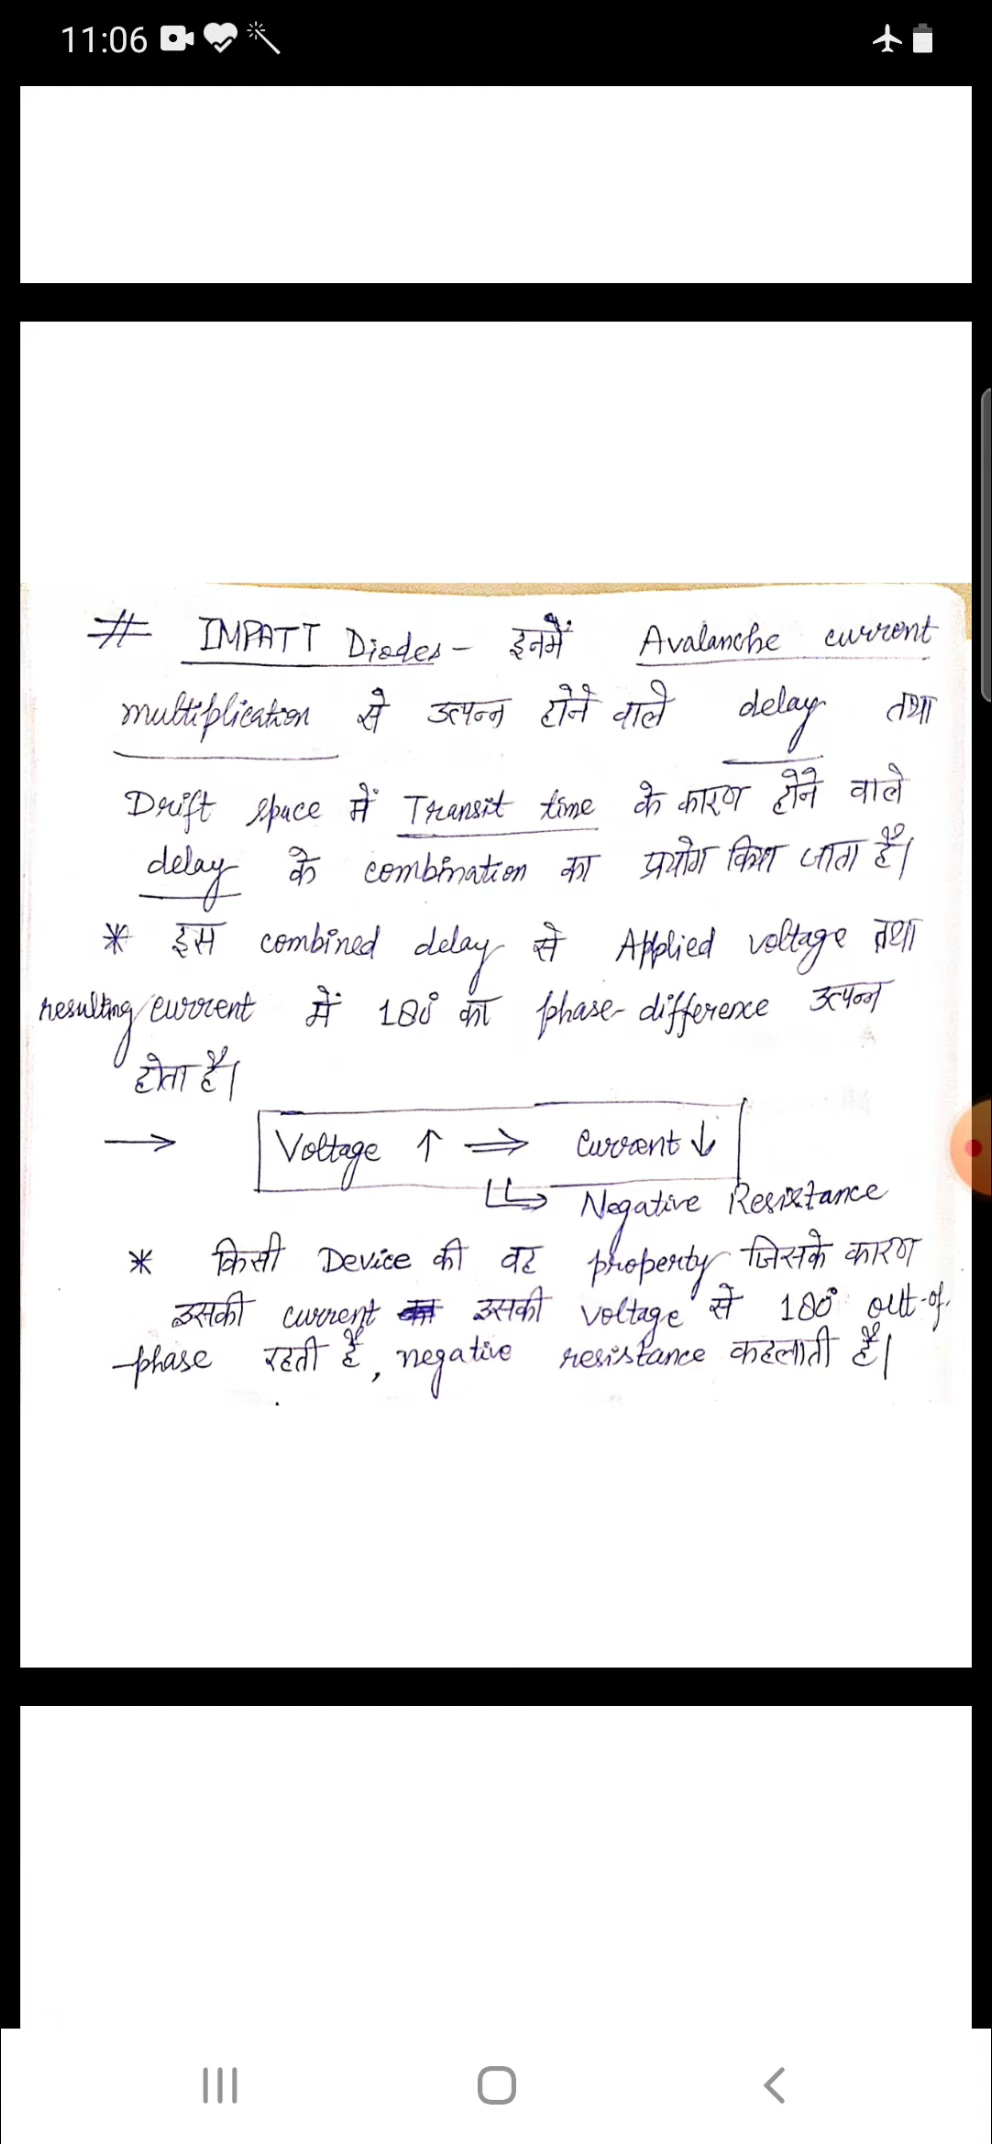 11:06
# IMPATT Diodes - इनमें Avalanche current
multiplication से उत्पन्न होने वाले delay तथा
Drift space में Transit time के कारण होने वाले
delay के combination का प्रयोग किया जाता है।
* इस combined delay से Applied voltage तथा
resulting current में 180° का phase-difference उत्पन्न
होता है।
→ Voltage ↑ ⇒ Current ↓
↳ Negative Resistance
* किसी Device की वह property जिसके कारण
उसकी current उसकी voltage से 180° out-of-
phase रहती है, negative resistance कहलाती है।